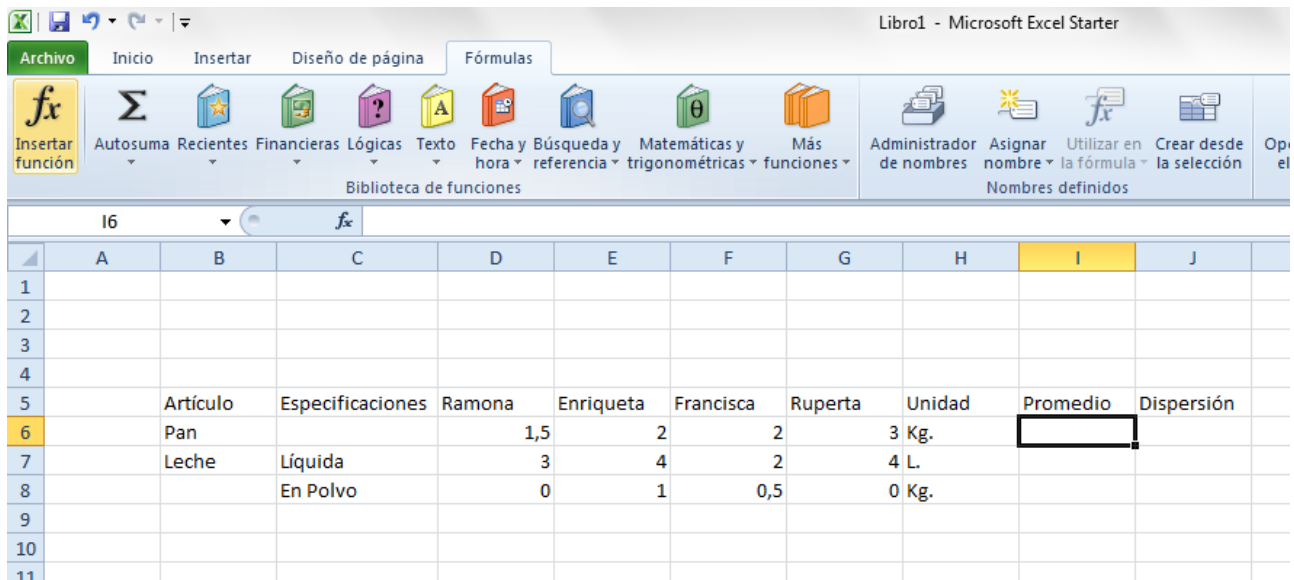 Libro1 - Microsoft Excel Starter
Archivo Inicio Insertar Diseño de página Fórmulas
Insertar función
Autosuma Recientes Financieras Lógicas Texto Fecha y hora Búsqueda y referencia Matemáticas y trigonométricas Más funciones
Administrador de nombres Asignar nombre Utilizar en la fórmula Crear desde la selección
Biblioteca de funciones Nombres definidos
I6 fx
A B C D E F G H I J
1
2
3
4
5 Artículo Especificaciones Ramona Enriqueta Francisca Ruperta Unidad Promedio Dispersión
6 Pan 1,5 2 2 3 Kg.
7 Leche Líquida 3 4 2 4 L.
8 En Polvo 0 1 0,5 0 Kg.
9
10
11